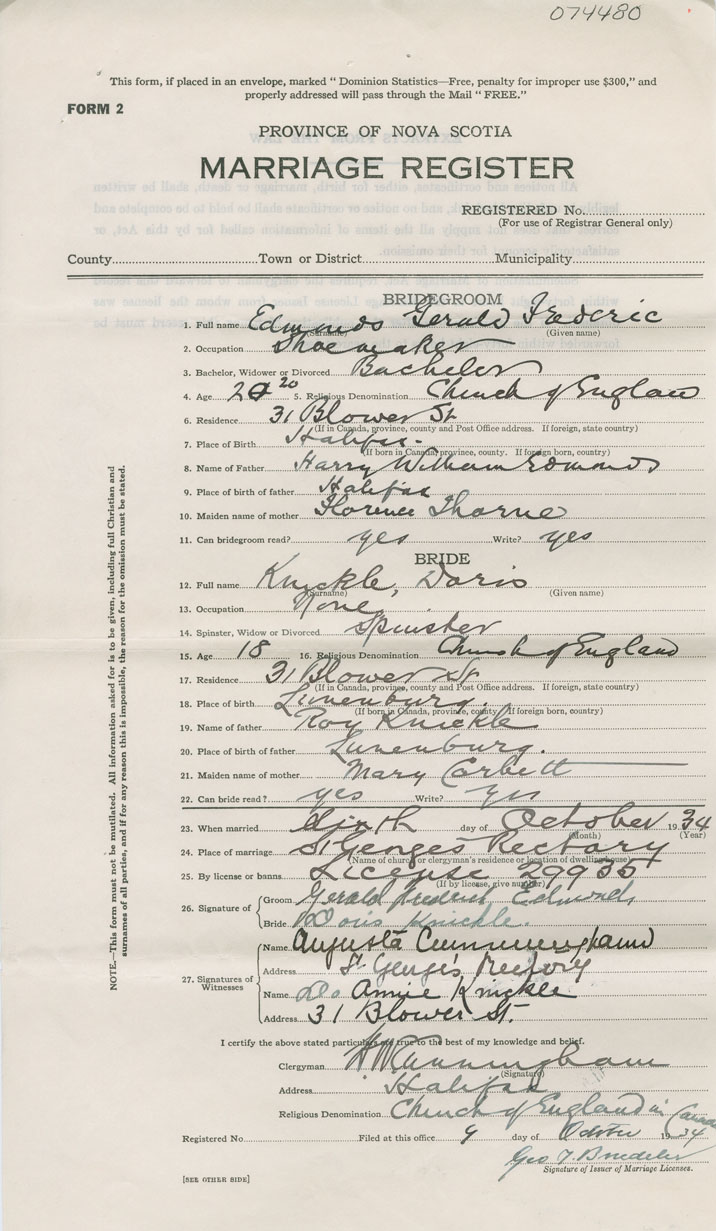 074480
This form, if placed in an envelope, marked " Dominion Statistics—Free, penalty for improper use $300," and
properly addressed will pass through the Mail " FREE."
FORM 2
PROVINCE OF NOVA SCOTIA
MARRIAGE REGISTER
REGISTERED No.
(For use of Registrar General only)
County Town or District Municipality
BRIDEGROOM
1. Full name Edmonds Gerald Frederic
(Surname) (Given name)
2. Occupation Shoemaker
3. Bachelor, Widower or Divorced Bachelor
4. Age 20 5. Religious Denomination Church of England
6. Residence 31 Blower St
(If in Canada, province, county and Post Office address. If foreign, state country)
7. Place of Birth Halifax.
(If born in Canada, province, county. If foreign born, country)
8. Name of Father Harry William Edmonds
9. Place of birth of father Halifax
10. Maiden name of mother Florence Thorne
11. Can bridegroom read? yes Write? yes
BRIDE
12. Full name Knickle, Doris
(Surname) (Given name)
13. Occupation None
14. Spinster, Widow or Divorced Spinster
15. Age 18 16. Religious Denomination Church of England
17. Residence 31 Blower St
(If in Canada, province, county and Post Office address. If foreign, state country)
18. Place of birth Lunenburg.
(If born in Canada, province, county. If foreign born, country)
19. Name of father Roy Knickle
20. Place of birth of father Lunenburg.
21. Maiden name of mother Mary Corbett
22. Can bride read? yes Write? yes
23. When married day of October 1934
(Month) (Year)
24. Place of marriage St Georges Rectory
(Name of church or clergyman's residence or location of dwelling house)
25. By license or banns License 29935
(If by license, give number)
26. Signature of
Groom Gerald Frederic Edmonds
Bride Doris Knickle.
27. Signatures of Witnesses
Name Augusta Cunningham
Address St. George's Rectory
Name Annie Knickle
Address 31 Blower St.
I certify the above stated particulars are true to the best of my knowledge and belief.
Clergyman Cunningham
(Signature)
Address Halifax
Religious Denomination Church of England in Canada
Registered No. Filed at this office 9 day of October 1934
Geo
Signature of Issuer of Marriage Licenses.
[SEE OTHER SIDE]
NOTE.—This form must not be mutilated. All information asked for is to be given, including full Christian and
surnames of all parties, and if for any reason this is impossible, the reason for the omission must be stated.